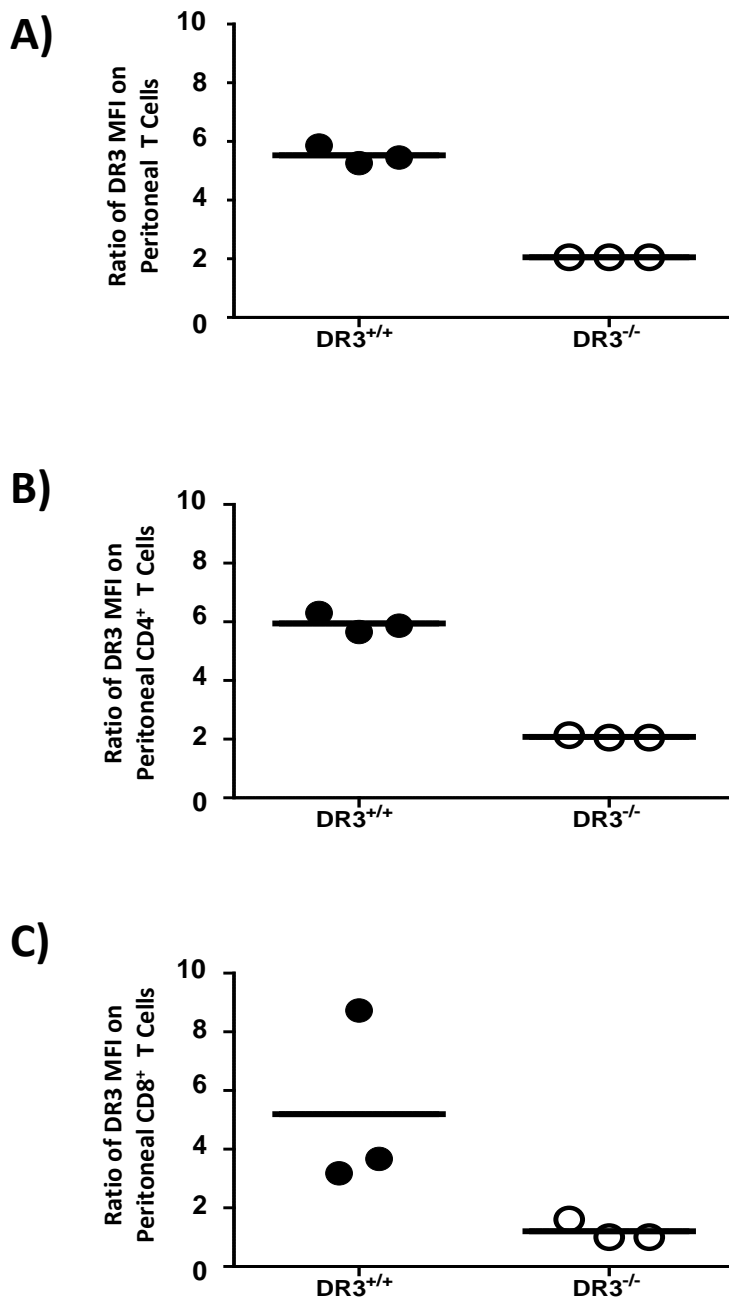 A)
Ratio of DR3 MFI on
Peritoneal T Cells
10
8
6
4
2
0
DR3+/+ DR3-/-
B)
Ratio of DR3 MFI on
Peritoneal CD4+ T Cells
10
8
6
4
2
0
DR3+/+ DR3-/-
C)
Ratio of DR3 MFI on
Peritoneal CD8+ T Cells
10
8
6
4
2
0
DR3+/+ DR3-/-